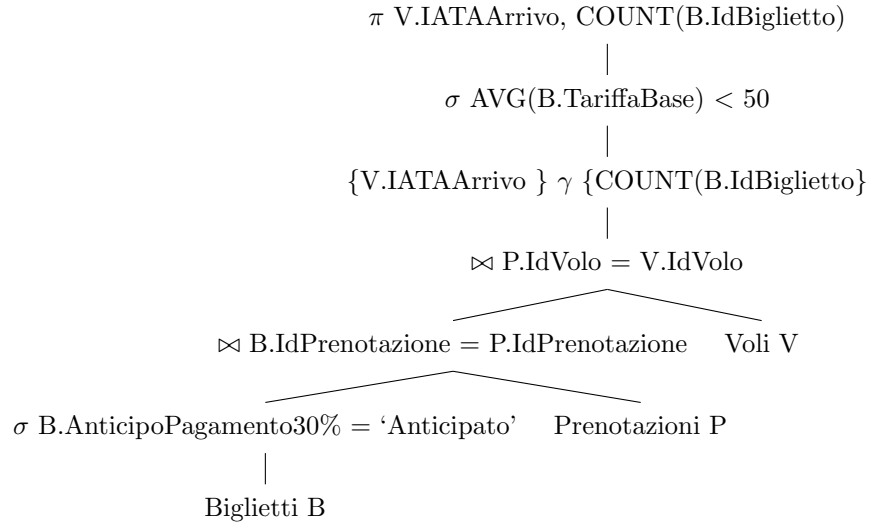 π V.IATAArrivo, COUNT(B.IdBiglietto)
σ AVG(B.TariffaBase) < 50
{V.IATAArrivo } γ {COUNT(B.IdBiglietto}
⋈ P.IdVolo = V.IdVolo
⋈ B.IdPrenotazione = P.IdPrenotazione Voli V
σ B.AnticipoPagamento30% = ‘Anticipato’ Prenotazioni P
Biglietti B